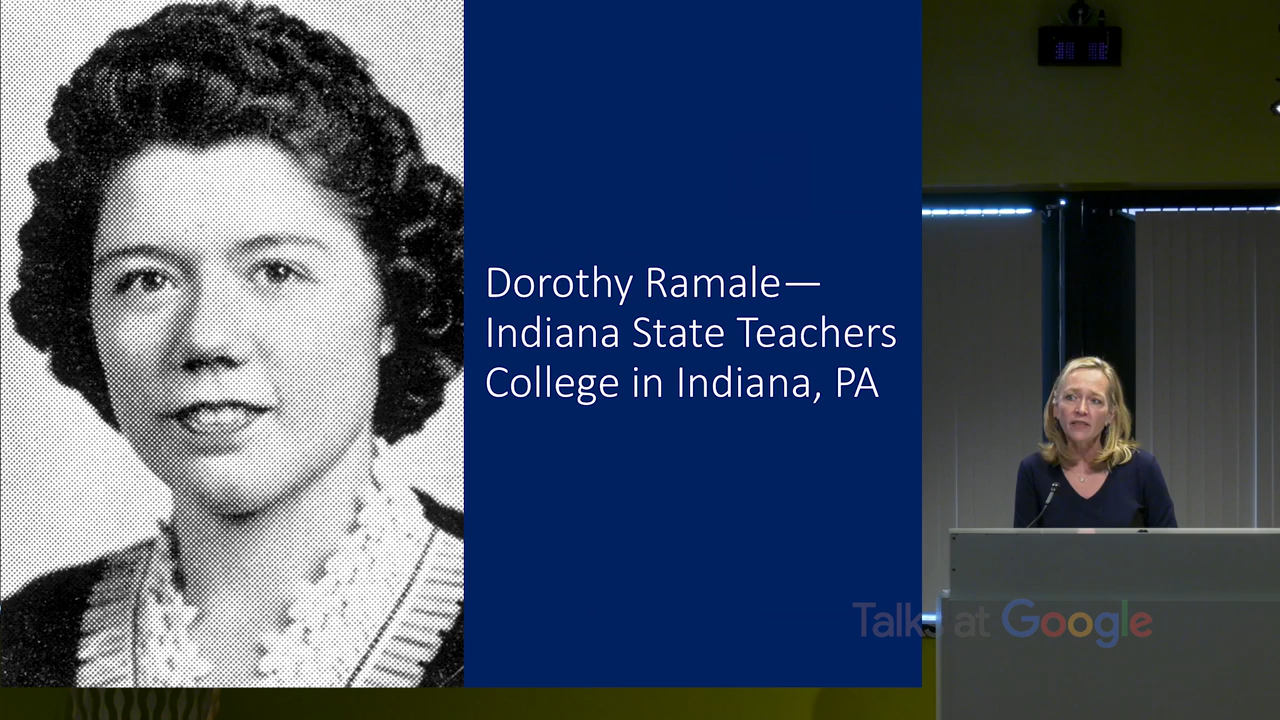 Dorothy Ramale—
Indiana State Teachers
College in Indiana, PA
Talks at Google